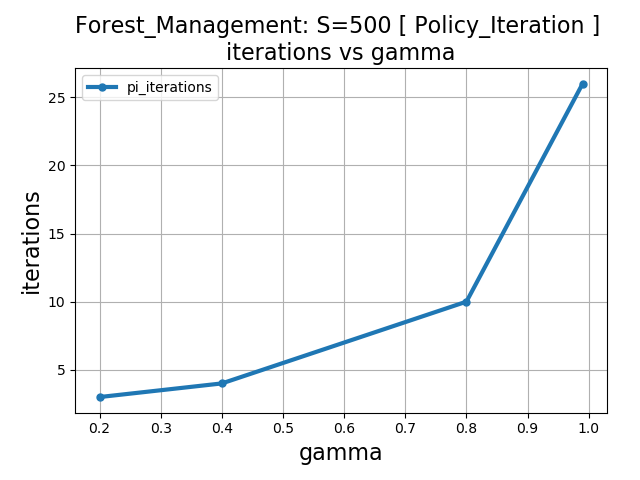 Forest_Management: S=500 [ Policy_Iteration ]
iterations vs gamma
pi_iterations
25
20
15
10
5
iterations
0.2 0.3 0.4 0.5 0.6 0.7 0.8 0.9 1.0
gamma